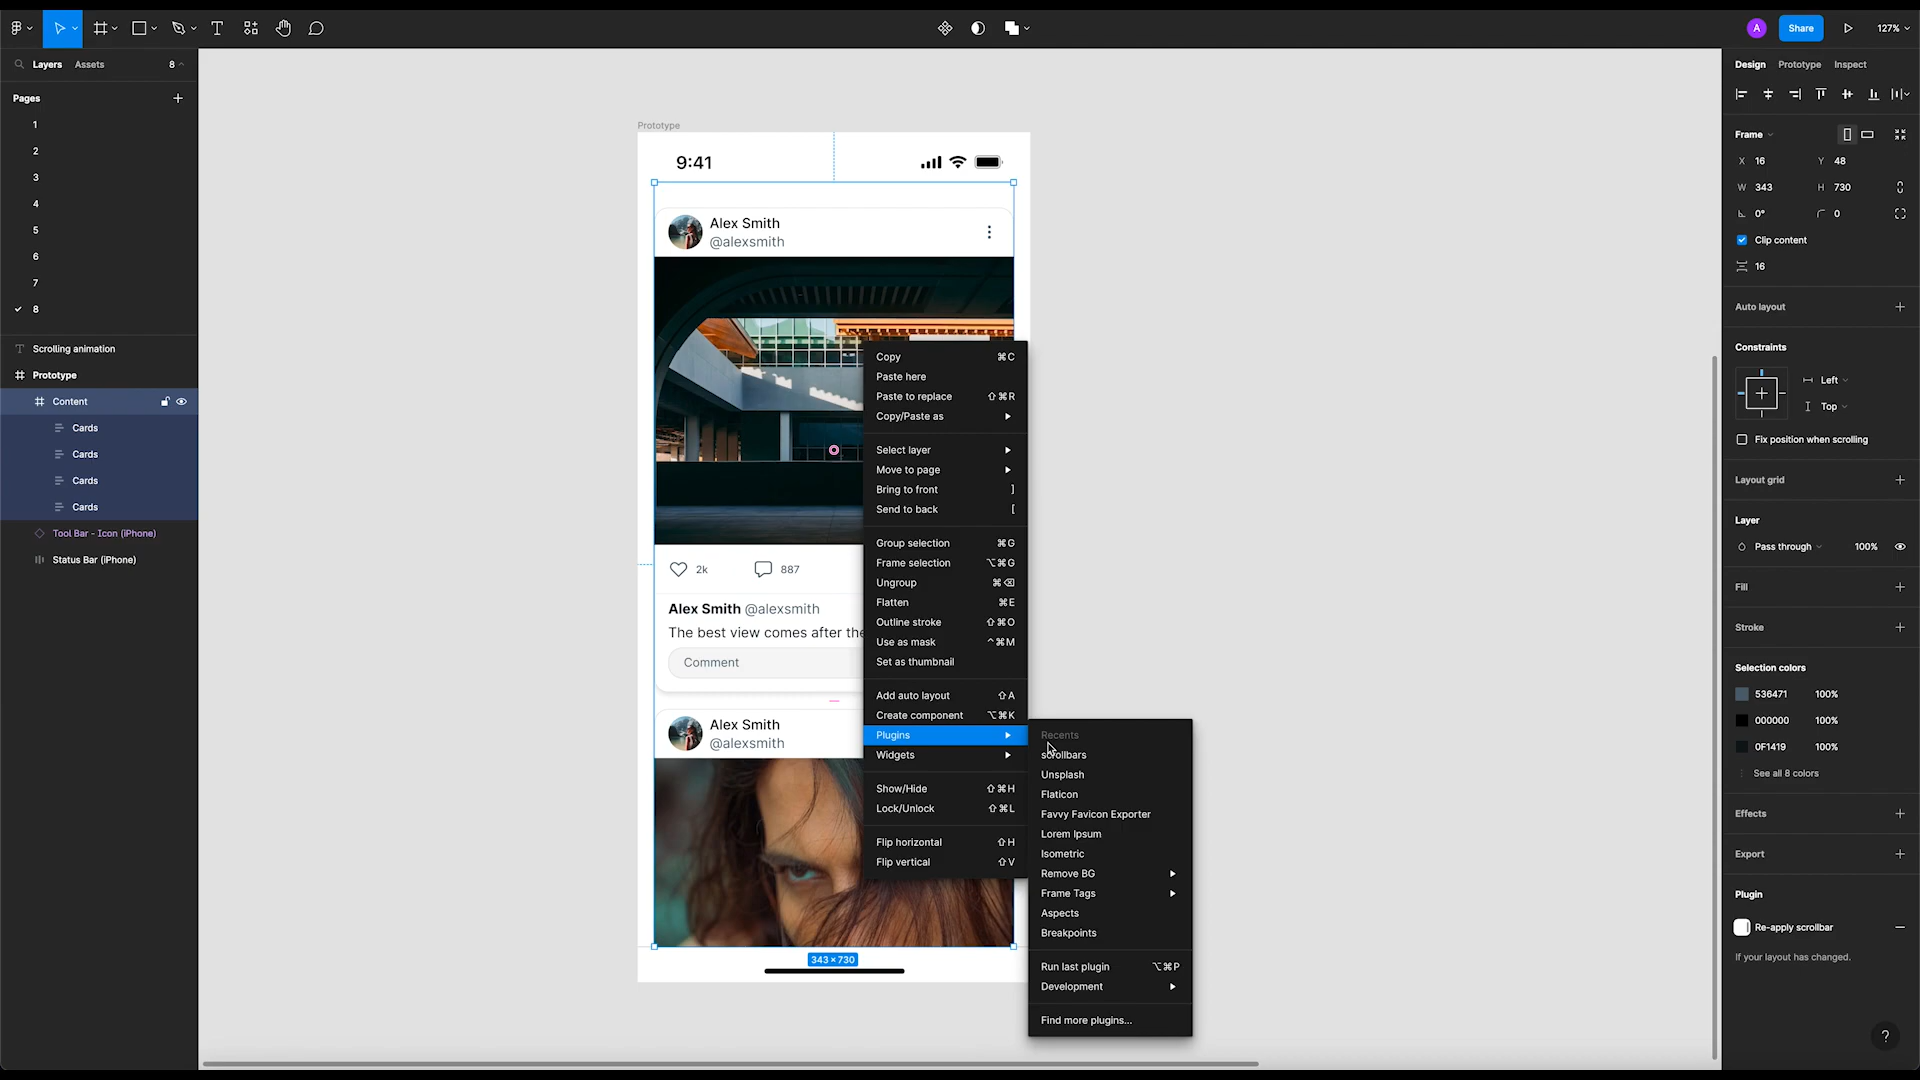 Share
127%
Layers
Assets
8
Pages
1
2
3
4
5
6
7
8
Scrolling animation
Prototype
Content
Cards
Cards
Cards
Cards
Tool Bar - Icon (iPhone)
Status Bar (iPhone)
Prototype
9:41
Alex Smith
@alexsmith
2k
887
Alex Smith @alexsmith
The best view comes after the
Comment
Alex Smith
@alexsmith
343 × 730
Copy ⌘C
Paste here
Paste to replace ⇧⌘R
Copy/Paste as
Select layer
Move to page
Bring to front ]
Send to back [
Group selection ⌘G
Frame selection ⌥⌘G
Ungroup ⌘⌫
Flatten ⌘E
Outline stroke ⇧⌘O
Use as mask ^⌘M
Set as thumbnail
Add auto layout ⇧A
Create component ⌥⌘K
Plugins
Widgets
Show/Hide ⇧⌘H
Lock/Unlock ⇧⌘L
Flip horizontal ⇧H
Flip vertical ⇧V
Recents
scrollbars
Unsplash
Flaticon
Favvy Favicon Exporter
Lorem Ipsum
Isometric
Remove BG
Frame Tags
Aspects
Breakpoints
Run last plugin ⌥⌘P
Development
Find more plugins...
A
Design
Prototype
Inspect
Frame
X 16 Y 48
W 343 H 730
0° 0
Clip content
16
Auto layout
Constraints
Left
Top
Fix position when scrolling
Layout grid
Layer
Pass through 100%
Fill
Stroke
Selection colors
536471 100%
000000 100%
0F1419 100%
See all 8 colors
Effects
Export
Plugin
Re-apply scrollbar
If your layout has changed.
?